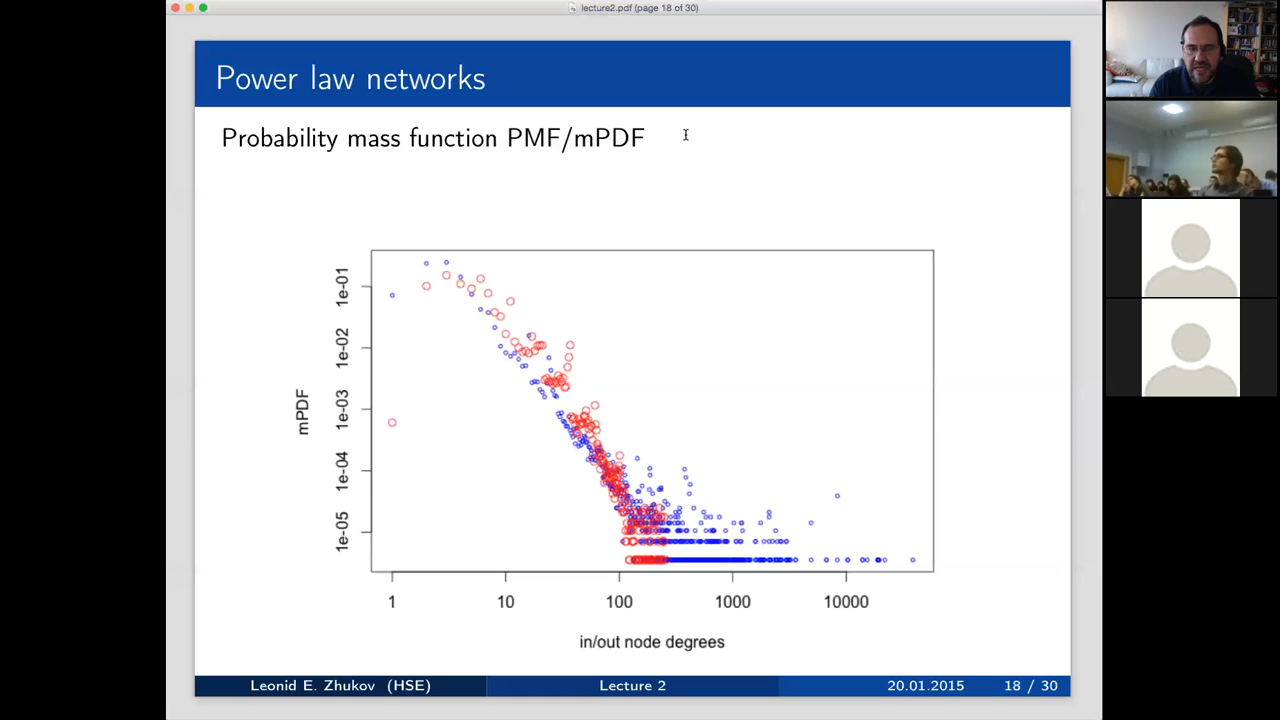 lecture2.pdf (page 18 of 30)
Power law networks
Probability mass function PMF/mPDF
1e-01
1e-02
1e-03
1e-04
1e-05
mPDF
1 10 100 1000 10000
in/out node degrees
Leonid E. Zhukov (HSE) Lecture 2 20.01.2015 18 / 30